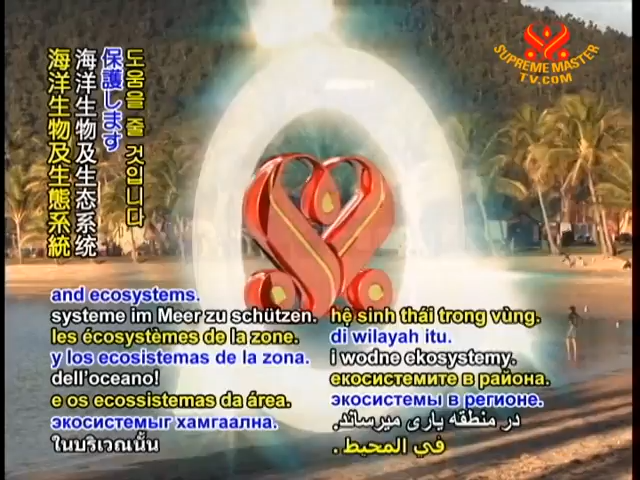 SUPREME MASTER
TV.COM
도움을 줄 것입니다
保護します
海洋生物及生态系统
海洋生物及生態系統
and ecosystems.
systeme im Meer zu schützen.
les écosystèmes de la zone.
y los ecosistemas de la zona.
dell'oceano!
e os ecossistemas da área.
экосистемыг хамгаална.
ในบริเวณนั้น
hệ sinh thái trong vùng.
di wilayah itu.
i wodne ekosystemy.
екосистемите в района.
экосистемы в регионе.
در منطقه یاری میرساند.
في المحيط .